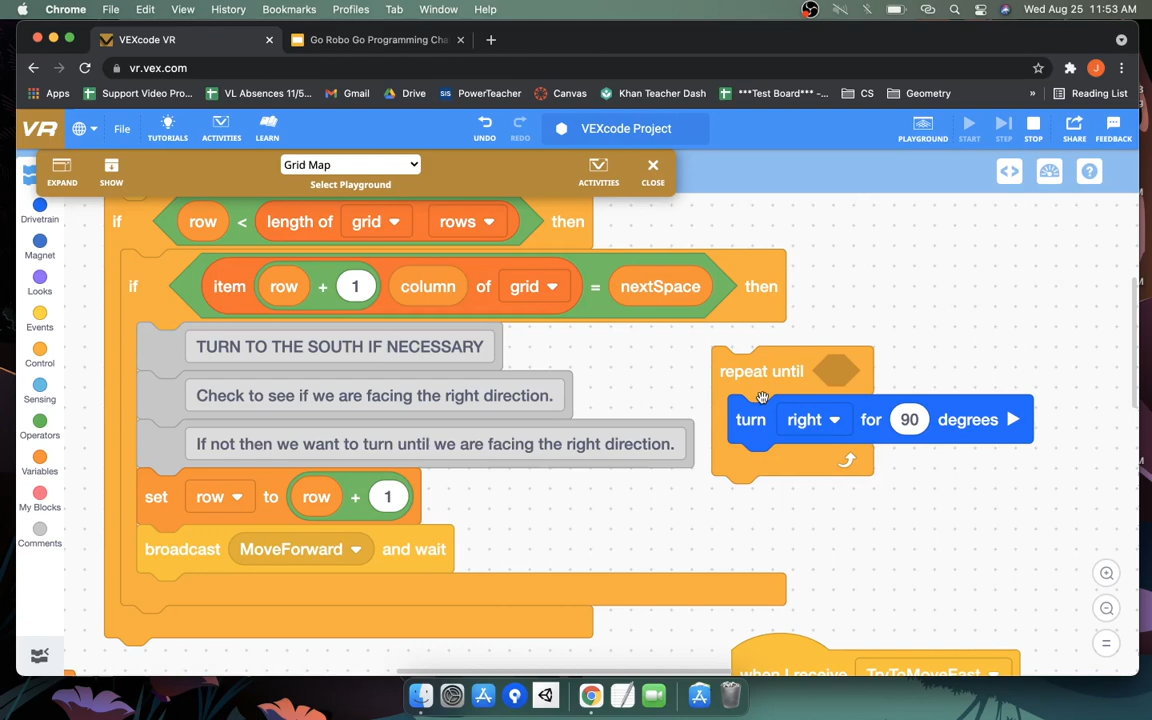 Chrome File Edit View History Bookmarks Profiles Tab Window Help Wed Aug 25 11:53 AM
VEXcode VR Go Robo Go Programming Cha
vr.vex.com
Apps Support Video Pro... VL Absences 11/5... Gmail Drive SIS PowerTeacher Canvas Khan Teacher Dash ***Test Board*** -... CS Geometry » Reading List
VR File TUTORIALS ACTIVITIES LEARN UNDO REDO VEXcode Project PLAYGROUND START STEP STOP SHARE FEEDBACK
EXPAND SHOW Grid Map Select Playground ACTIVITIES CLOSE
Drivetrain
Magnet
Looks
Events
Control
Sensing
Operators
Variables
My Blocks
Comments
if row < length of grid rows then
if item row + 1 column of grid = nextSpace then
TURN TO THE SOUTH IF NECESSARY
Check to see if we are facing the right direction.
If not then we want to turn until we are facing the right direction.
set row to row + 1
broadcast MoveForward and wait
repeat until
turn right for 90 degrees
when I receive TryToMoveEast